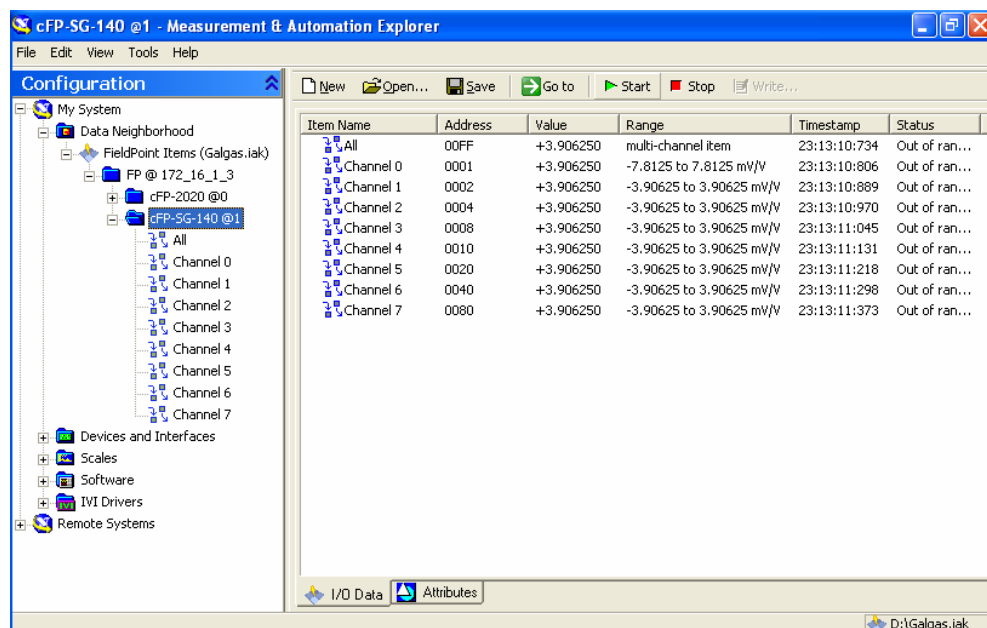 cFP-SG-140 @1 - Measurement & Automation Explorer
File Edit View Tools Help
Configuration
My System
Data Neighborhood
FieldPoint Items (Galgas.iak)
FP @ 172_16_1_3
cFP-2020 @0
cFP-SG-140 @1
All
Channel 0
Channel 1
Channel 2
Channel 3
Channel 4
Channel 5
Channel 6
Channel 7
Devices and Interfaces
Scales
Software
IVI Drivers
Remote Systems
New Open... Save Go to Start Stop Write...
Item Name Address Value Range Timestamp Status
All 00FF +3.906250 multi-channel item 23:13:10:734 Out of ran...
Channel 0 0001 +3.906250 -7.8125 to 7.8125 mV/V 23:13:10:806 Out of ran...
Channel 1 0002 +3.906250 -3.90625 to 3.90625 mV/V 23:13:10:889 Out of ran...
Channel 2 0004 +3.906250 -3.90625 to 3.90625 mV/V 23:13:10:970 Out of ran...
Channel 3 0008 +3.906250 -3.90625 to 3.90625 mV/V 23:13:11:045 Out of ran...
Channel 4 0010 +3.906250 -3.90625 to 3.90625 mV/V 23:13:11:131 Out of ran...
Channel 5 0020 +3.906250 -3.90625 to 3.90625 mV/V 23:13:11:218 Out of ran...
Channel 6 0040 +3.906250 -3.90625 to 3.90625 mV/V 23:13:11:298 Out of ran...
Channel 7 0080 +3.906250 -3.90625 to 3.90625 mV/V 23:13:11:373 Out of ran...
I/O Data Attributes
D:\Galgas.iak